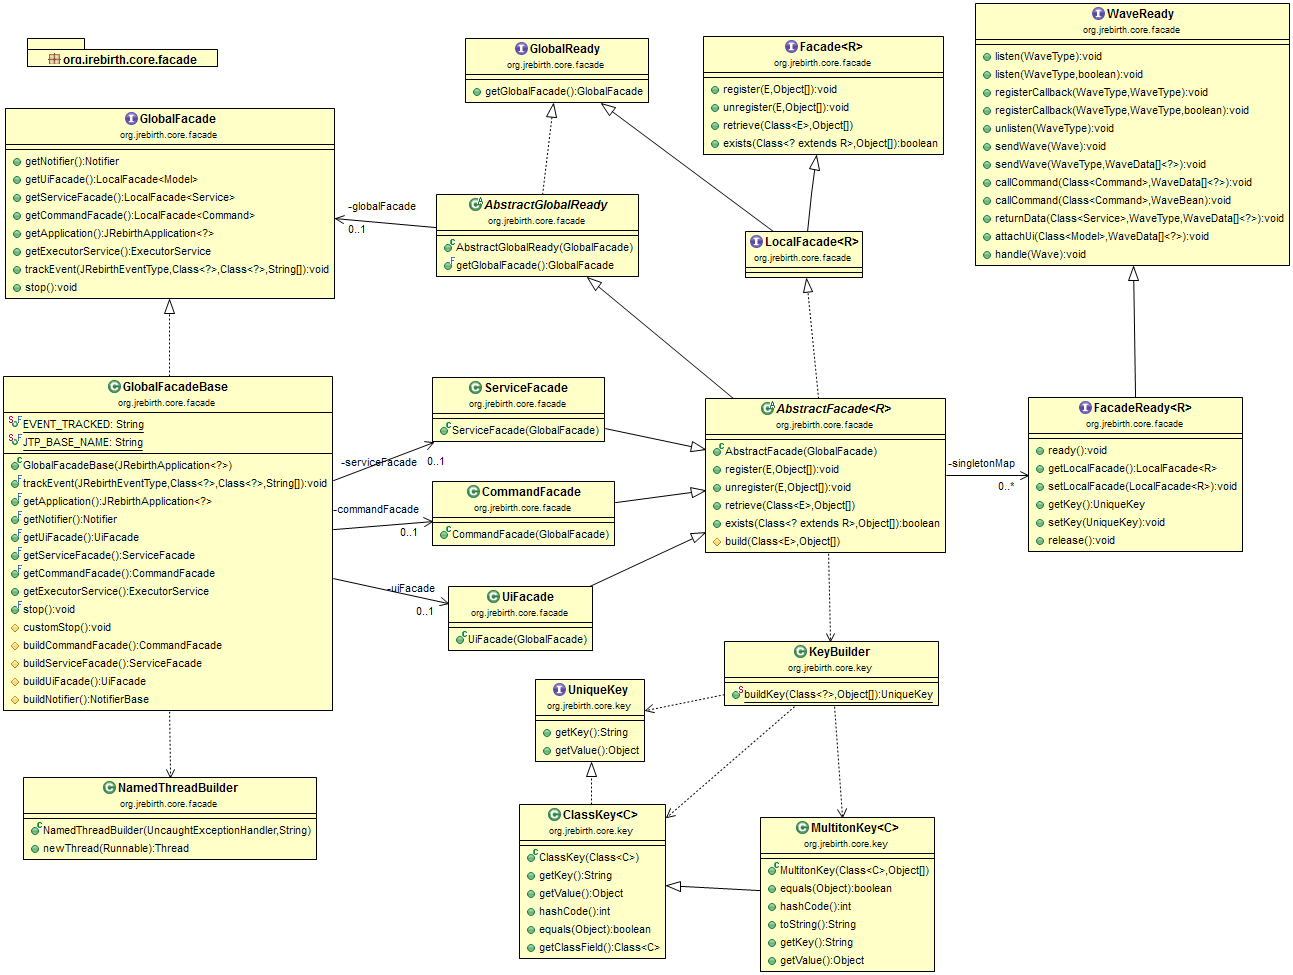 org.jrebirth.core.facade
GlobalReady
org.jrebirth.core.facade
getGlobalFacade():GlobalFacade
Facade<R>
org.jrebirth.core.facade
register(E,Object[]):void
unregister(E,Object[]):void
retrieve(Class<E>,Object[])
exists(Class<? extends R>,Object[]):boolean
WaveReady
org.jrebirth.core.facade
listen(WaveType):void
listen(WaveType,boolean):void
registerCallback(WaveType,WaveType):void
registerCallback(WaveType,WaveType,boolean):void
unlisten(WaveType):void
sendWave(Wave):void
sendWave(WaveType,WaveData[]<?>):void
callCommand(Class<Command>,WaveData[]<?>):void
callCommand(Class<Command>,WaveBean):void
returnData(Class<Service>,WaveType,WaveData[]<?>):void
attachUi(Class<Model>,WaveData[]<?>):void
handle(Wave):void
GlobalFacade
org.jrebirth.core.facade
getNotifier():Notifier
getUiFacade():LocalFacade<Model>
getServiceFacade():LocalFacade<Service>
getCommandFacade():LocalFacade<Command>
getApplication():JRebirthApplication<?>
getExecutorService():ExecutorService
trackEvent(JRebirthEventType,Class<?>,Class<?>,String[]):void
stop():void
-globalFacade
0..1
AbstractGlobalReady
org.jrebirth.core.facade
AbstractGlobalReady(GlobalFacade)
getGlobalFacade():GlobalFacade
LocalFacade<R>
org.jrebirth.core.facade
GlobalFacadeBase
org.jrebirth.core.facade
EVENT_TRACKED: String
JTP_BASE_NAME: String
GlobalFacadeBase(JRebirthApplication<?>)
trackEvent(JRebirthEventType,Class<?>,Class<?>,String[]):void
getApplication():JRebirthApplication<?>
getNotifier():Notifier
getUiFacade():UiFacade
getServiceFacade():ServiceFacade
getCommandFacade():CommandFacade
getExecutorService():ExecutorService
stop():void
customStop():void
buildCommandFacade():CommandFacade
buildServiceFacade():ServiceFacade
buildUiFacade():UiFacade
buildNotifier():NotifierBase
-serviceFacade
0..1
-commandFacade
0..1
-uiFacade
0..1
ServiceFacade
org.jrebirth.core.facade
ServiceFacade(GlobalFacade)
CommandFacade
org.jrebirth.core.facade
CommandFacade(GlobalFacade)
UiFacade
org.jrebirth.core.facade
UiFacade(GlobalFacade)
AbstractFacade<R>
org.jrebirth.core.facade
AbstractFacade(GlobalFacade)
register(E,Object[]):void
unregister(E,Object[]):void
retrieve(Class<E>,Object[])
exists(Class<? extends R>,Object[]):boolean
build(Class<E>,Object[])
-singletonMap
0..*
FacadeReady<R>
org.jrebirth.core.facade
ready():void
getLocalFacade():LocalFacade<R>
setLocalFacade(LocalFacade<R>):void
getKey():UniqueKey
setKey(UniqueKey):void
release():void
KeyBuilder
org.jrebirth.core.key
buildKey(Class<?>,Object[]):UniqueKey
UniqueKey
org.jrebirth.core.key
getKey():String
getValue():Object
NamedThreadBuilder
org.jrebirth.core.facade
NamedThreadBuilder(UncaughtExceptionHandler,String)
newThread(Runnable):Thread
ClassKey<C>
org.jrebirth.core.key
ClassKey(Class<C>)
getKey():String
getValue():Object
hashCode():int
equals(Object):boolean
getClassField():Class<C>
MultitonKey<C>
org.jrebirth.core.key
MultitonKey(Class<C>,Object[])
equals(Object):boolean
hashCode():int
toString():String
getKey():String
getValue():Object